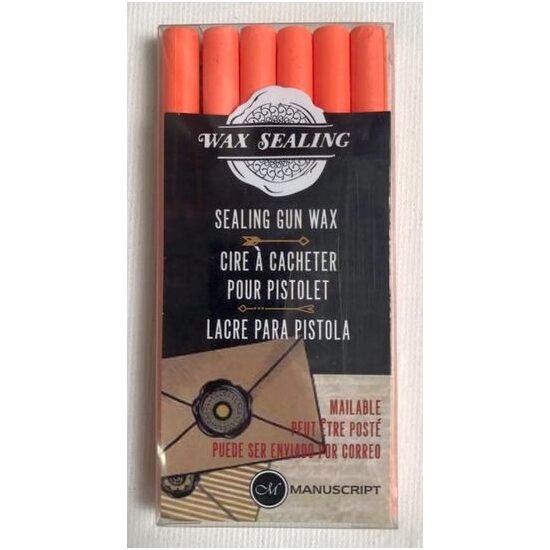 WAX SEALING
SEALING GUN WAX
CIRE À CACHETER
POUR PISTOLET
LACRE PARA PISTOLA
MAILABLE
PEUT ÊTRE POSTÉ
PUEDE SER ENVIADO POR CORREO
M MANUSCRIPT